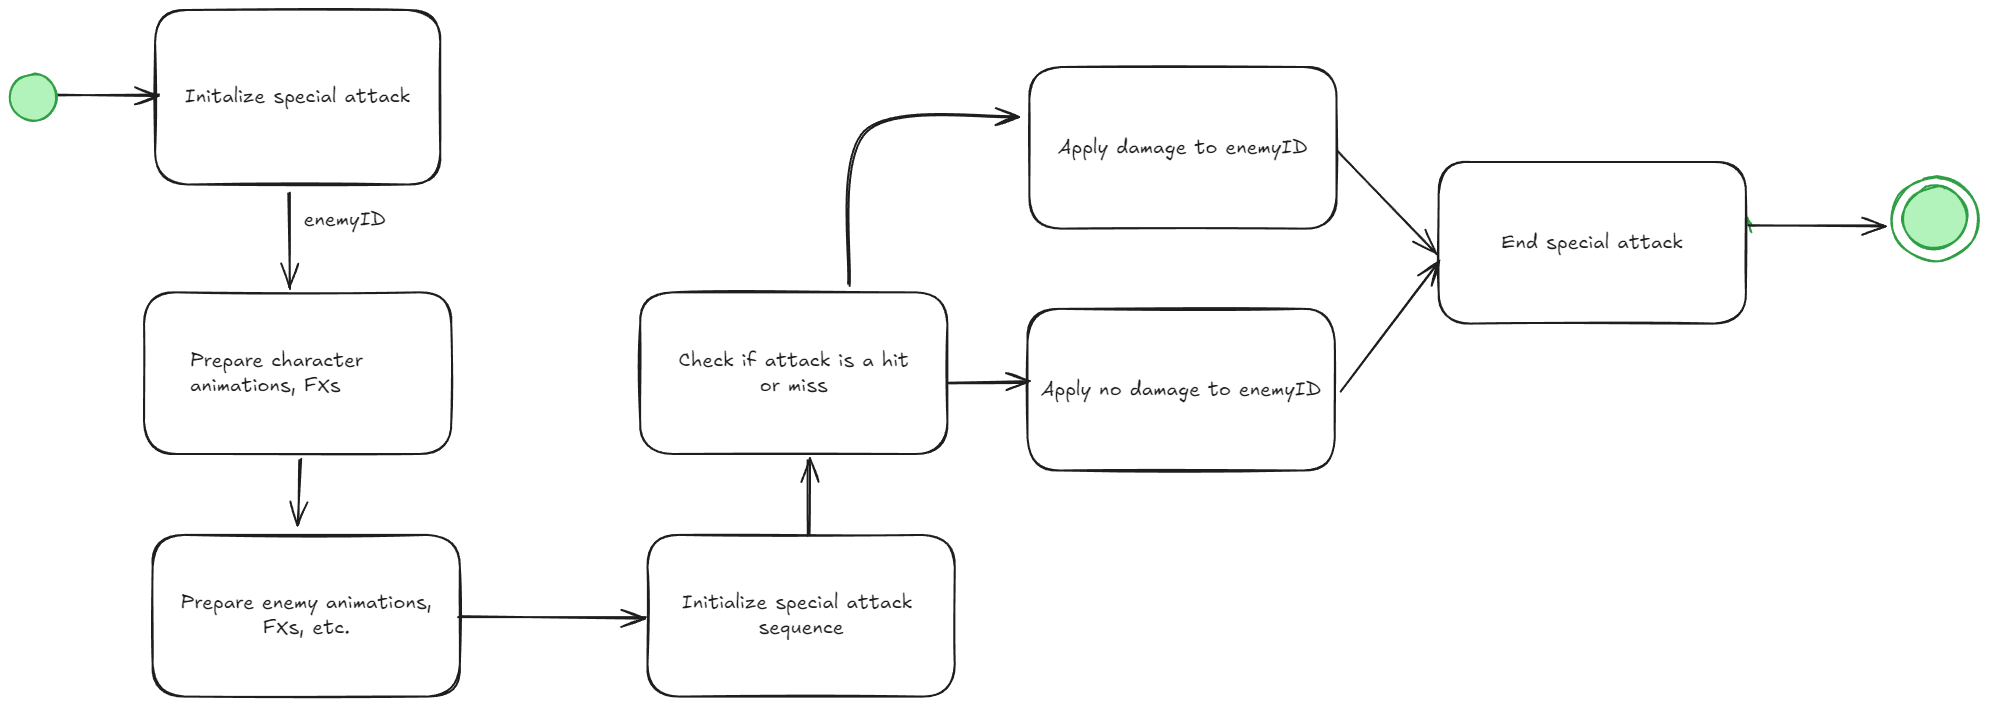 Initalize special attack
enemyID
Prepare character
animations, FXs
Prepare enemy animations,
FXs, etc.
Initialize special attack
sequence
Check if attack is a hit
or miss
Apply damage to enemyID
Apply no damage to enemyID
End special attack